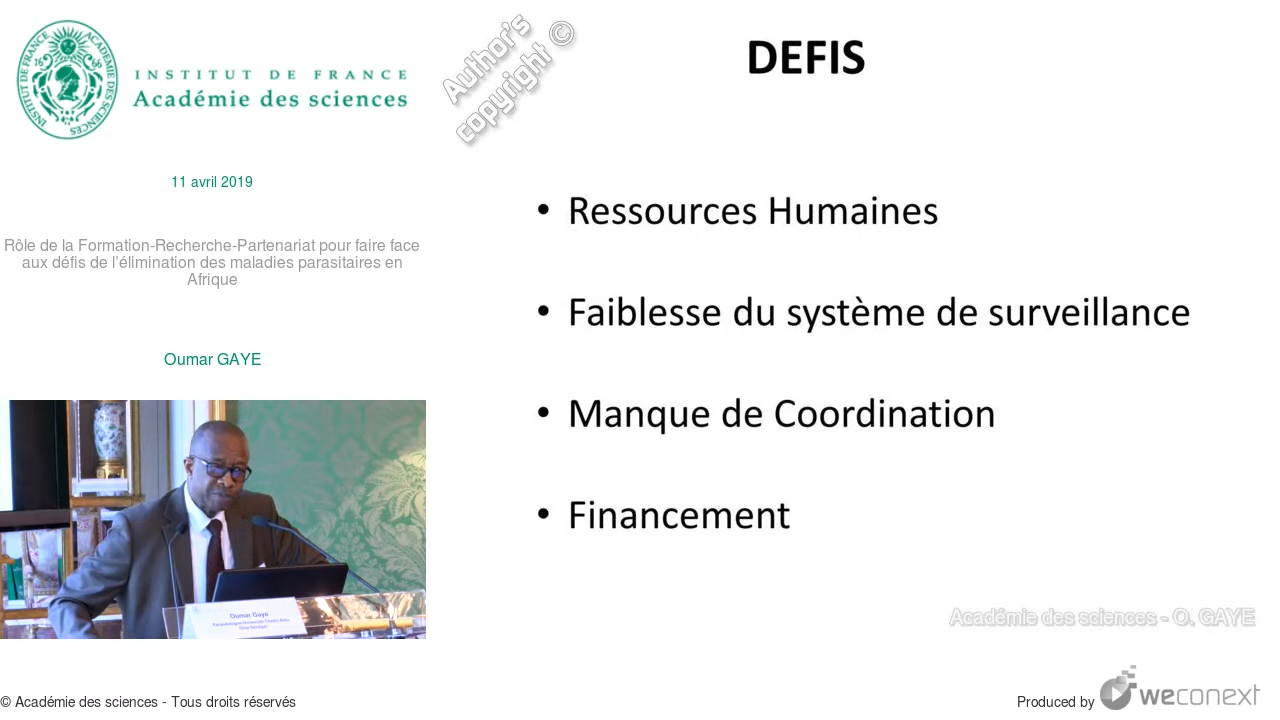 INSTITUT DE FRANCE
Académie des sciences
11 avril 2019
Rôle de la Formation-Recherche-Partenariat pour faire face
aux défis de l'élimination des maladies parasitaires en
Afrique
Oumar GAYE
Oumar Gaye
Author's
copyright ©
DEFIS
• Ressources Humaines
• Faiblesse du système de surveillance
• Manque de Coordination
• Financement
Académie des sciences - O. GAYE
© Académie des sciences - Tous droits réservés
Produced by weconext